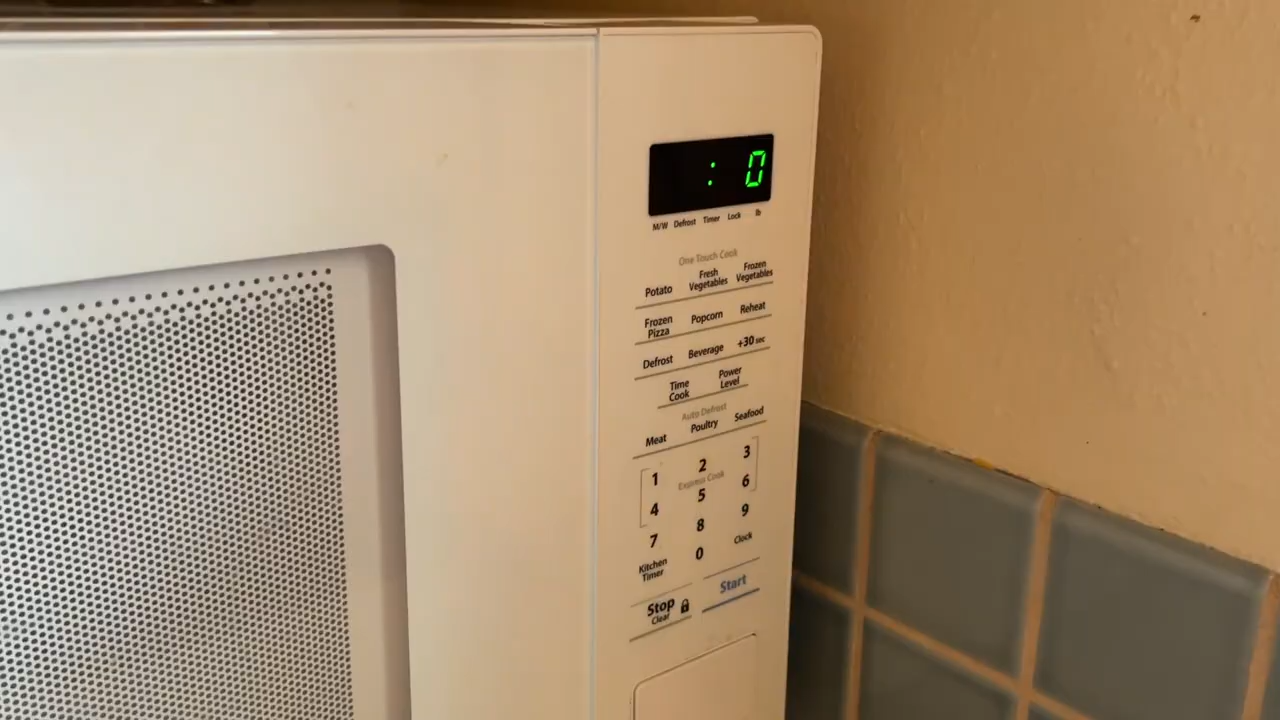 : 0
M/W Defrost Timer Lock lb
One Touch Cook
Potato Fresh Vegetables Frozen Vegetables
Frozen Pizza Popcorn Reheat
Defrost Beverage +30 sec
Time Cook Power Level
Auto Defrost
Meat Poultry Seafood
1 2 3
Express Cook
4 5 6
7 8 9
Kitchen Timer 0 Clock
Stop Clear Start